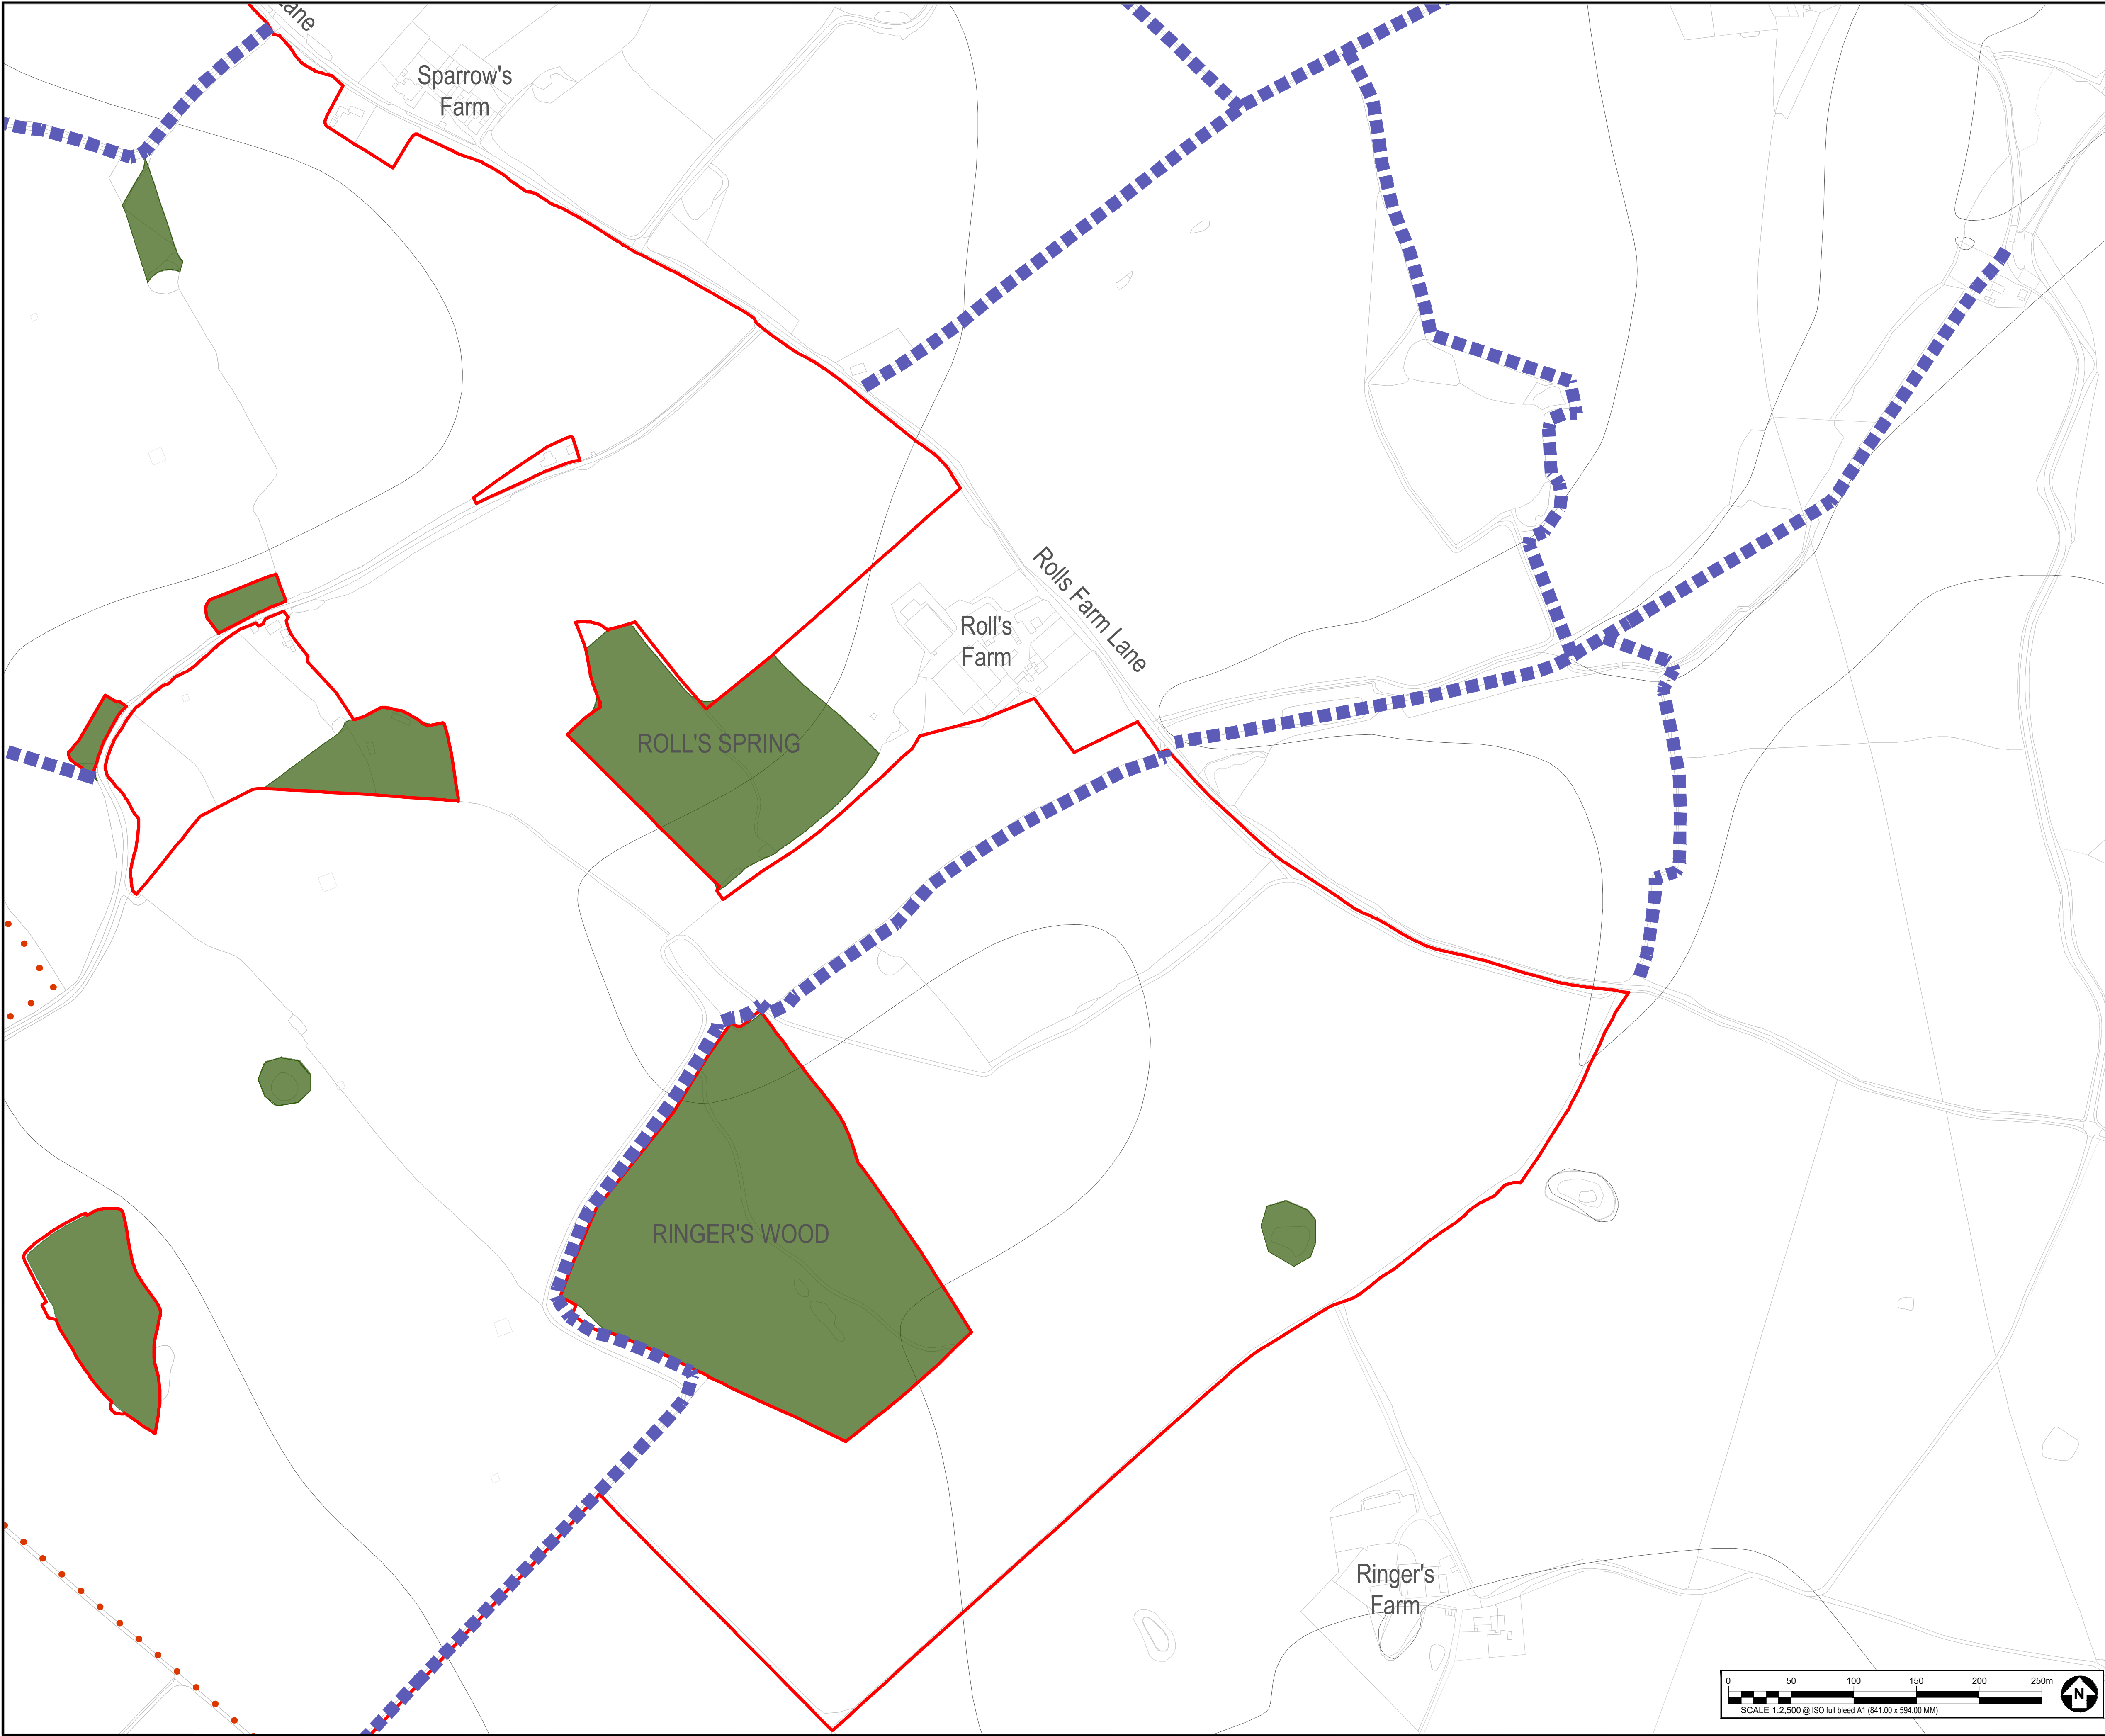 Lane
Sparrow's
Farm
Rolls Farm Lane
Roll's
Farm
ROLL'S SPRING
RINGER'S WOOD
Ringer's
Farm
0 50 100 150 200 250m
SCALE 1:2,500 @ ISO full bleed A1 (841.00 x 594.00 MM)
N